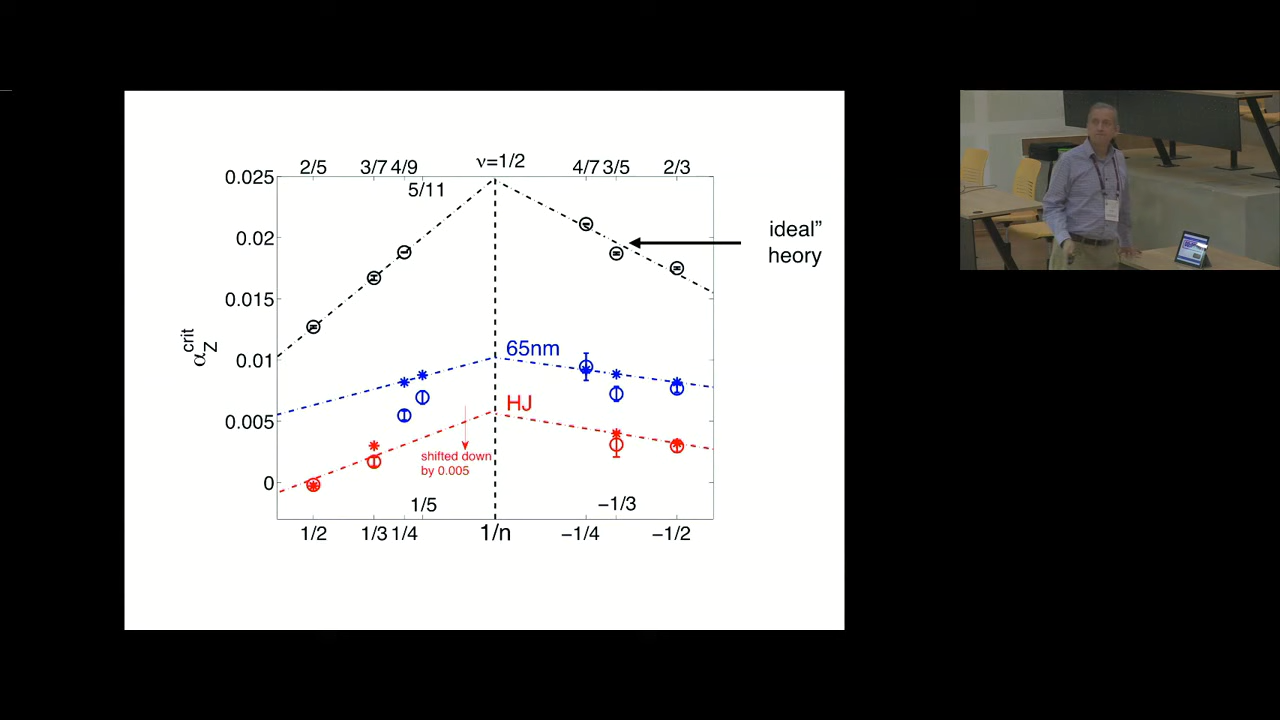 2/5 3/7 4/9 ν=1/2 4/7 3/5 2/3
5/11
0.025
0.02
0.015
0.01
0.005
0
α_Z^crit
ideal”
heory
65nm
HJ
shifted down
by 0.005
1/5 −1/3
1/2 1/3 1/4 1/n −1/4 −1/2